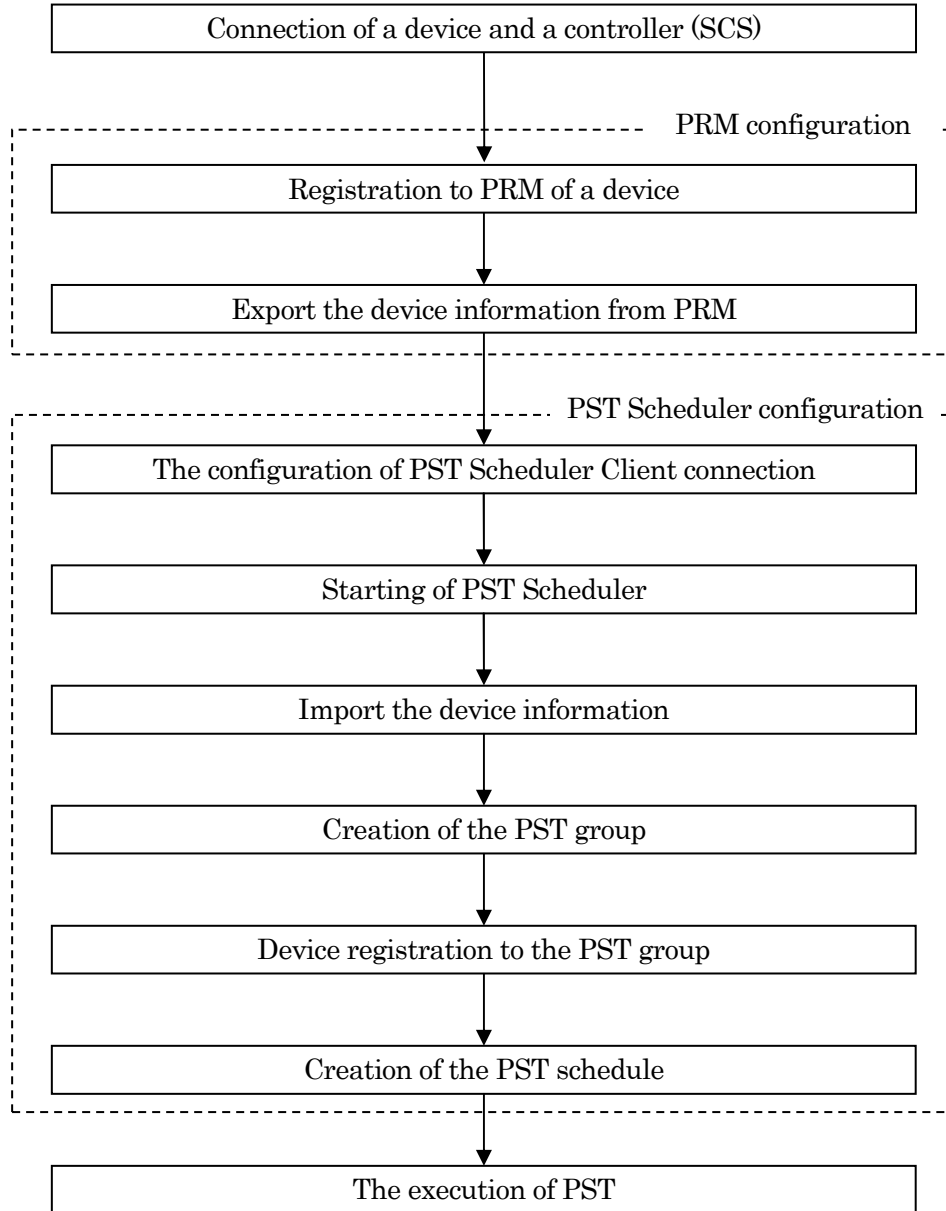 Connection of a device and a controller (SCS)
PRM configuration
Registration to PRM of a device
Export the device information from PRM
PST Scheduler configuration
The configuration of PST Scheduler Client connection
Starting of PST Scheduler
Import the device information
Creation of the PST group
Device registration to the PST group
Creation of the PST schedule
The execution of PST